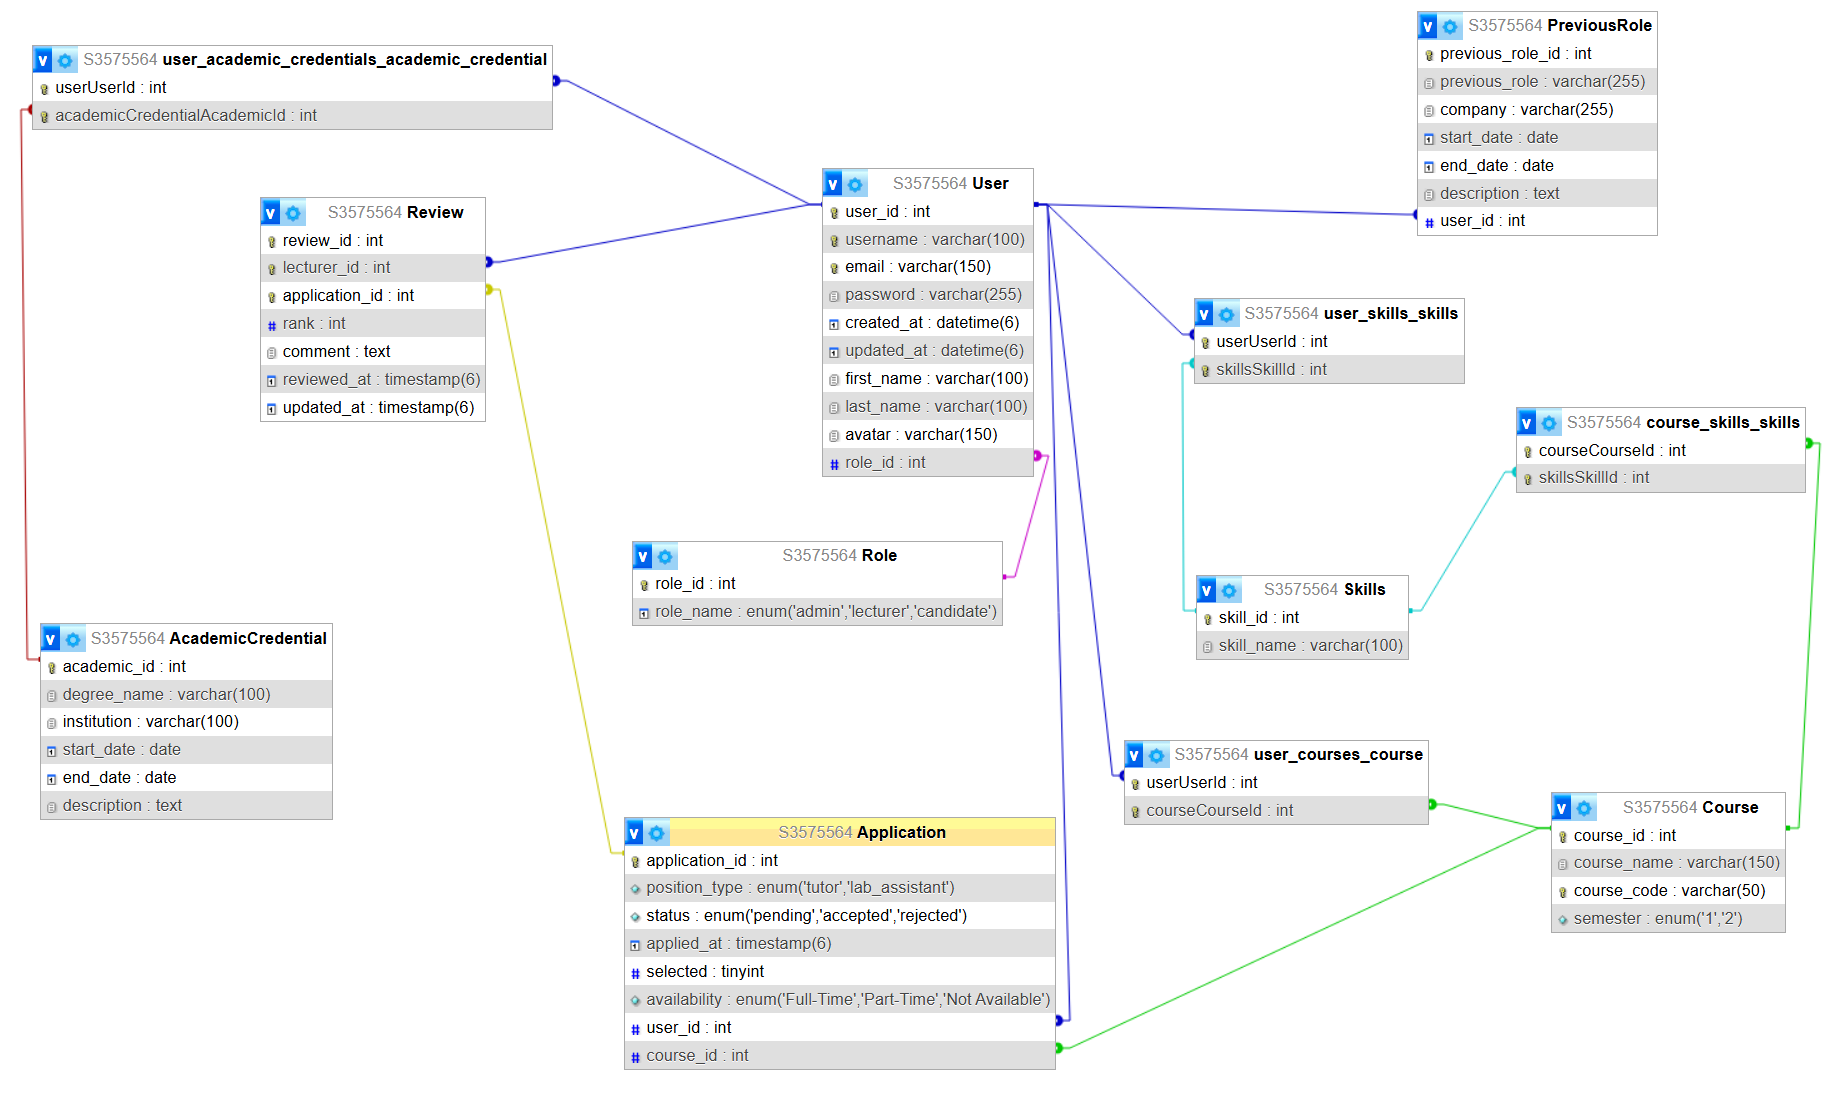 S3575564 user_academic_credentials_academic_credential
userUserId : int
academicCredentialAcademicId : int
S3575564 PreviousRole
previous_role_id : int
previous_role : varchar(255)
company : varchar(255)
start_date : date
end_date : date
description : text
user_id : int
S3575564 User
user_id : int
username : varchar(100)
email : varchar(150)
password : varchar(255)
created_at : datetime(6)
updated_at : datetime(6)
first_name : varchar(100)
last_name : varchar(100)
avatar : varchar(150)
role_id : int
S3575564 Review
review_id : int
lecturer_id : int
application_id : int
rank : int
comment : text
reviewed_at : timestamp(6)
updated_at : timestamp(6)
S3575564 user_skills_skills
userUserId : int
skillsSkillId : int
S3575564 course_skills_skills
courseCourseId : int
skillsSkillId : int
S3575564 Role
role_id : int
role_name : enum('admin','lecturer','candidate')
S3575564 Skills
skill_id : int
skill_name : varchar(100)
S3575564 AcademicCredential
academic_id : int
degree_name : varchar(100)
institution : varchar(100)
start_date : date
end_date : date
description : text
S3575564 user_courses_course
userUserId : int
courseCourseId : int
S3575564 Course
course_id : int
course_name : varchar(150)
course_code : varchar(50)
semester : enum('1','2')
S3575564 Application
application_id : int
position_type : enum('tutor','lab_assistant')
status : enum('pending','accepted','rejected')
applied_at : timestamp(6)
selected : tinyint
availability : enum('Full-Time','Part-Time','Not Available')
user_id : int
course_id : int